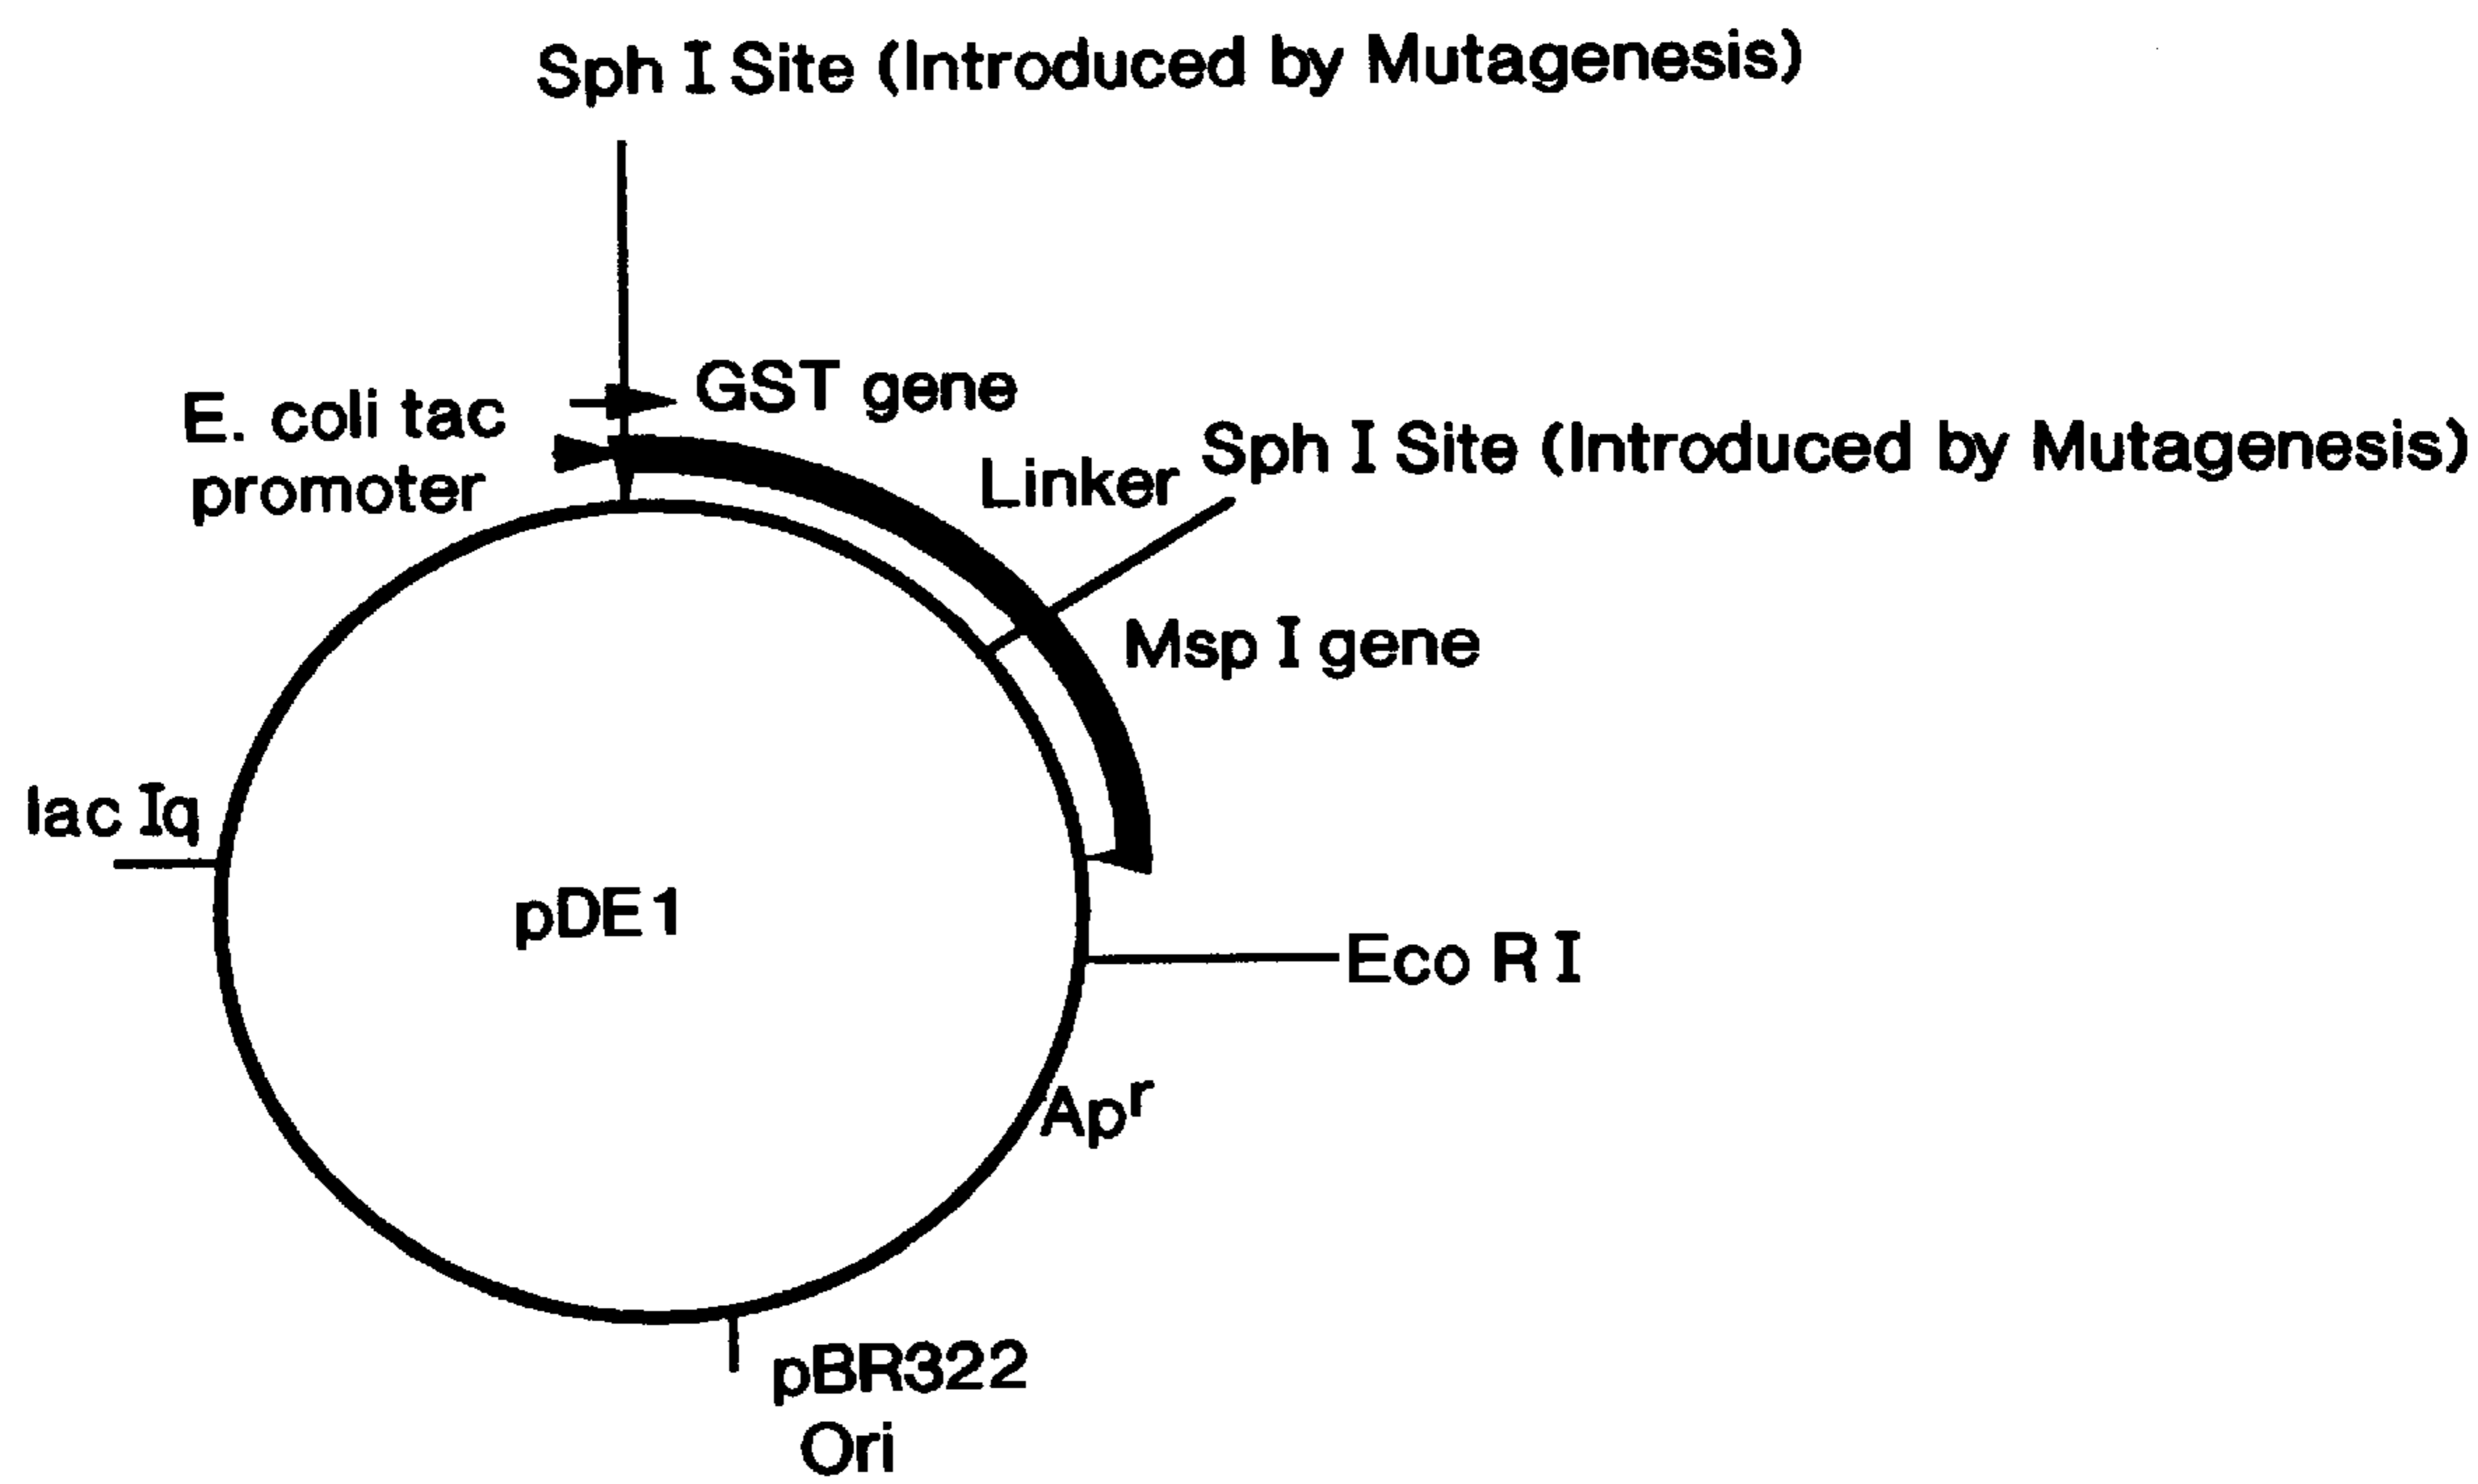 Sph I Site (Introduced by Mutagenesis)
GST gene
E. coli tac
promoter
Sph I Site (Introduced by Mutagenesis)
Linker
Msp I gene
lac Iq
pDE1
Eco R I
Apr
pBR322
Ori